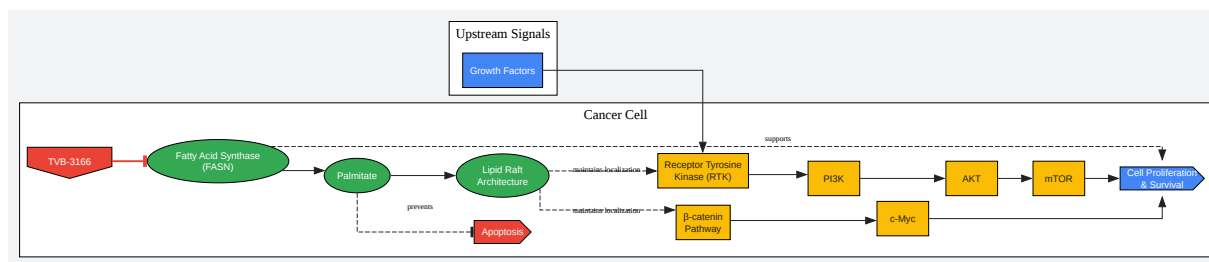 Upstream Signals
Growth Factors
Cancer Cell
supports
TVB-3166
Fatty Acid Synthase
(FASN)
Palmitate
Lipid Raft
Architecture
maintains localization
Receptor Tyrosine
Kinase (RTK)
PI3K
AKT
mTOR
Cell Proliferation
& Survival
prevents
Apoptosis
maintains localization
β-catenin
Pathway
c-Myc